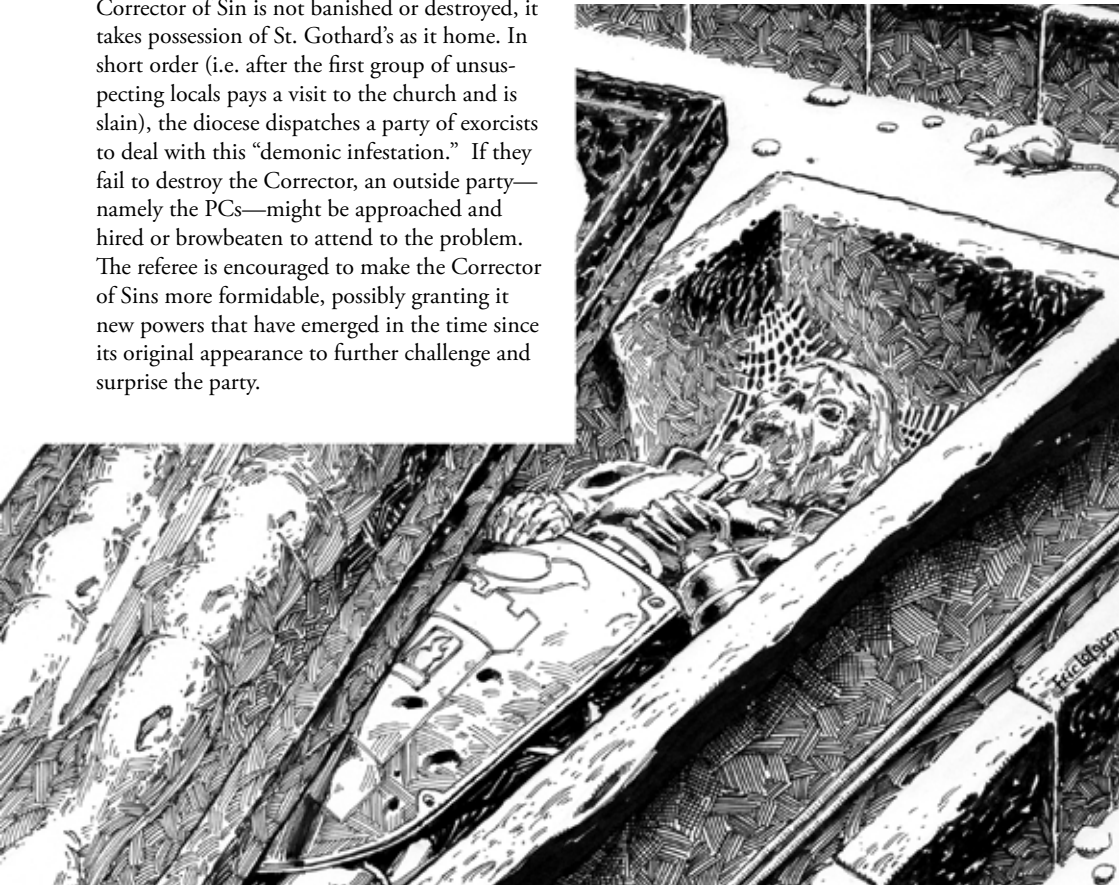 Corrector of Sin is not banished or destroyed, it
takes possession of St. Gothard’s as it home. In
short order (i.e. after the first group of unsus-
pecting locals pays a visit to the church and is
slain), the diocese dispatches a party of exorcists
to deal with this “demonic infestation.”  If they
fail to destroy the Corrector, an outside party—
namely the PCs—might be approached and
hired or browbeaten to attend to the problem.
The referee is encouraged to make the Corrector
of Sins more formidable, possibly granting it
new powers that have emerged in the time since
its original appearance to further challenge and
surprise the party.